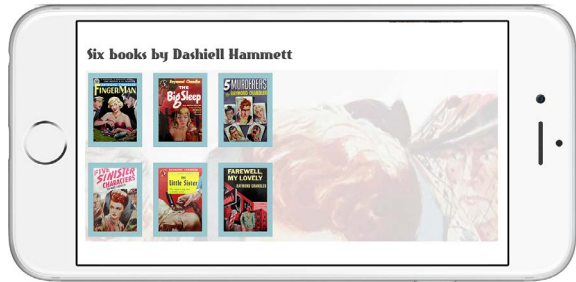 Six books by Dashiell Hammett
FINGER MAN
Raymond Chandler
THE
Big Sleep
5 MURDERERS
RAYMOND CHANDLER
FIVE
SINISTER
CHARACTERS
The
Little Sister
FAREWELL,
MY LOVELY
RAYMOND CHANDLER